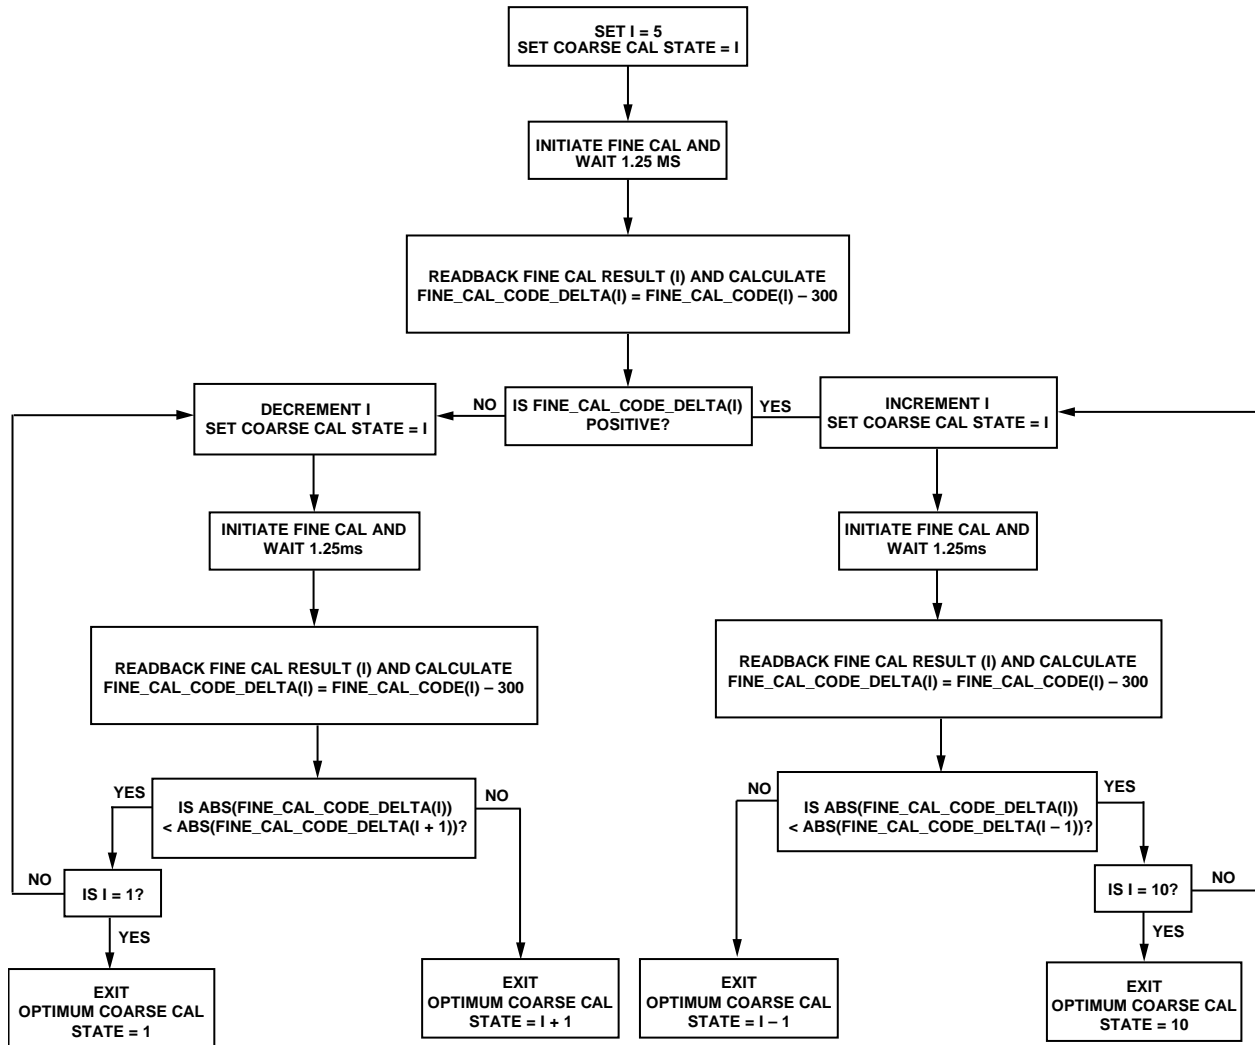 SET I = 5
SET COARSE CAL STATE = I
INITIATE FINE CAL AND
WAIT 1.25 MS
READBACK FINE CAL RESULT (I) AND CALCULATE
FINE_CAL_CODE_DELTA(I) = FINE_CAL_CODE(I) – 300
DECREMENT I
SET COARSE CAL STATE = I
NO
IS FINE_CAL_CODE_DELTA(I)
POSITIVE?
YES
INCREMENT I
SET COARSE CAL STATE = I
INITIATE FINE CAL AND
WAIT 1.25ms
INITIATE FINE CAL AND
WAIT 1.25ms
READBACK FINE CAL RESULT (I) AND CALCULATE
FINE_CAL_CODE_DELTA(I) = FINE_CAL_CODE(I) – 300
READBACK FINE CAL RESULT (I) AND CALCULATE
FINE_CAL_CODE_DELTA(I) = FINE_CAL_CODE(I) – 300
YES
IS ABS(FINE_CAL_CODE_DELTA(I))
< ABS(FINE_CAL_CODE_DELTA(I + 1))?
NO
NO
IS ABS(FINE_CAL_CODE_DELTA(I))
< ABS(FINE_CAL_CODE_DELTA(I – 1))?
YES
NO
IS I = 1?
YES
IS I = 10?
NO
YES
EXIT
OPTIMUM COARSE CAL
STATE = 1
EXIT
OPTIMUM COARSE CAL
STATE = I + 1
EXIT
OPTIMUM COARSE CAL
STATE = I – 1
EXIT
OPTIMUM COARSE CAL
STATE = 10